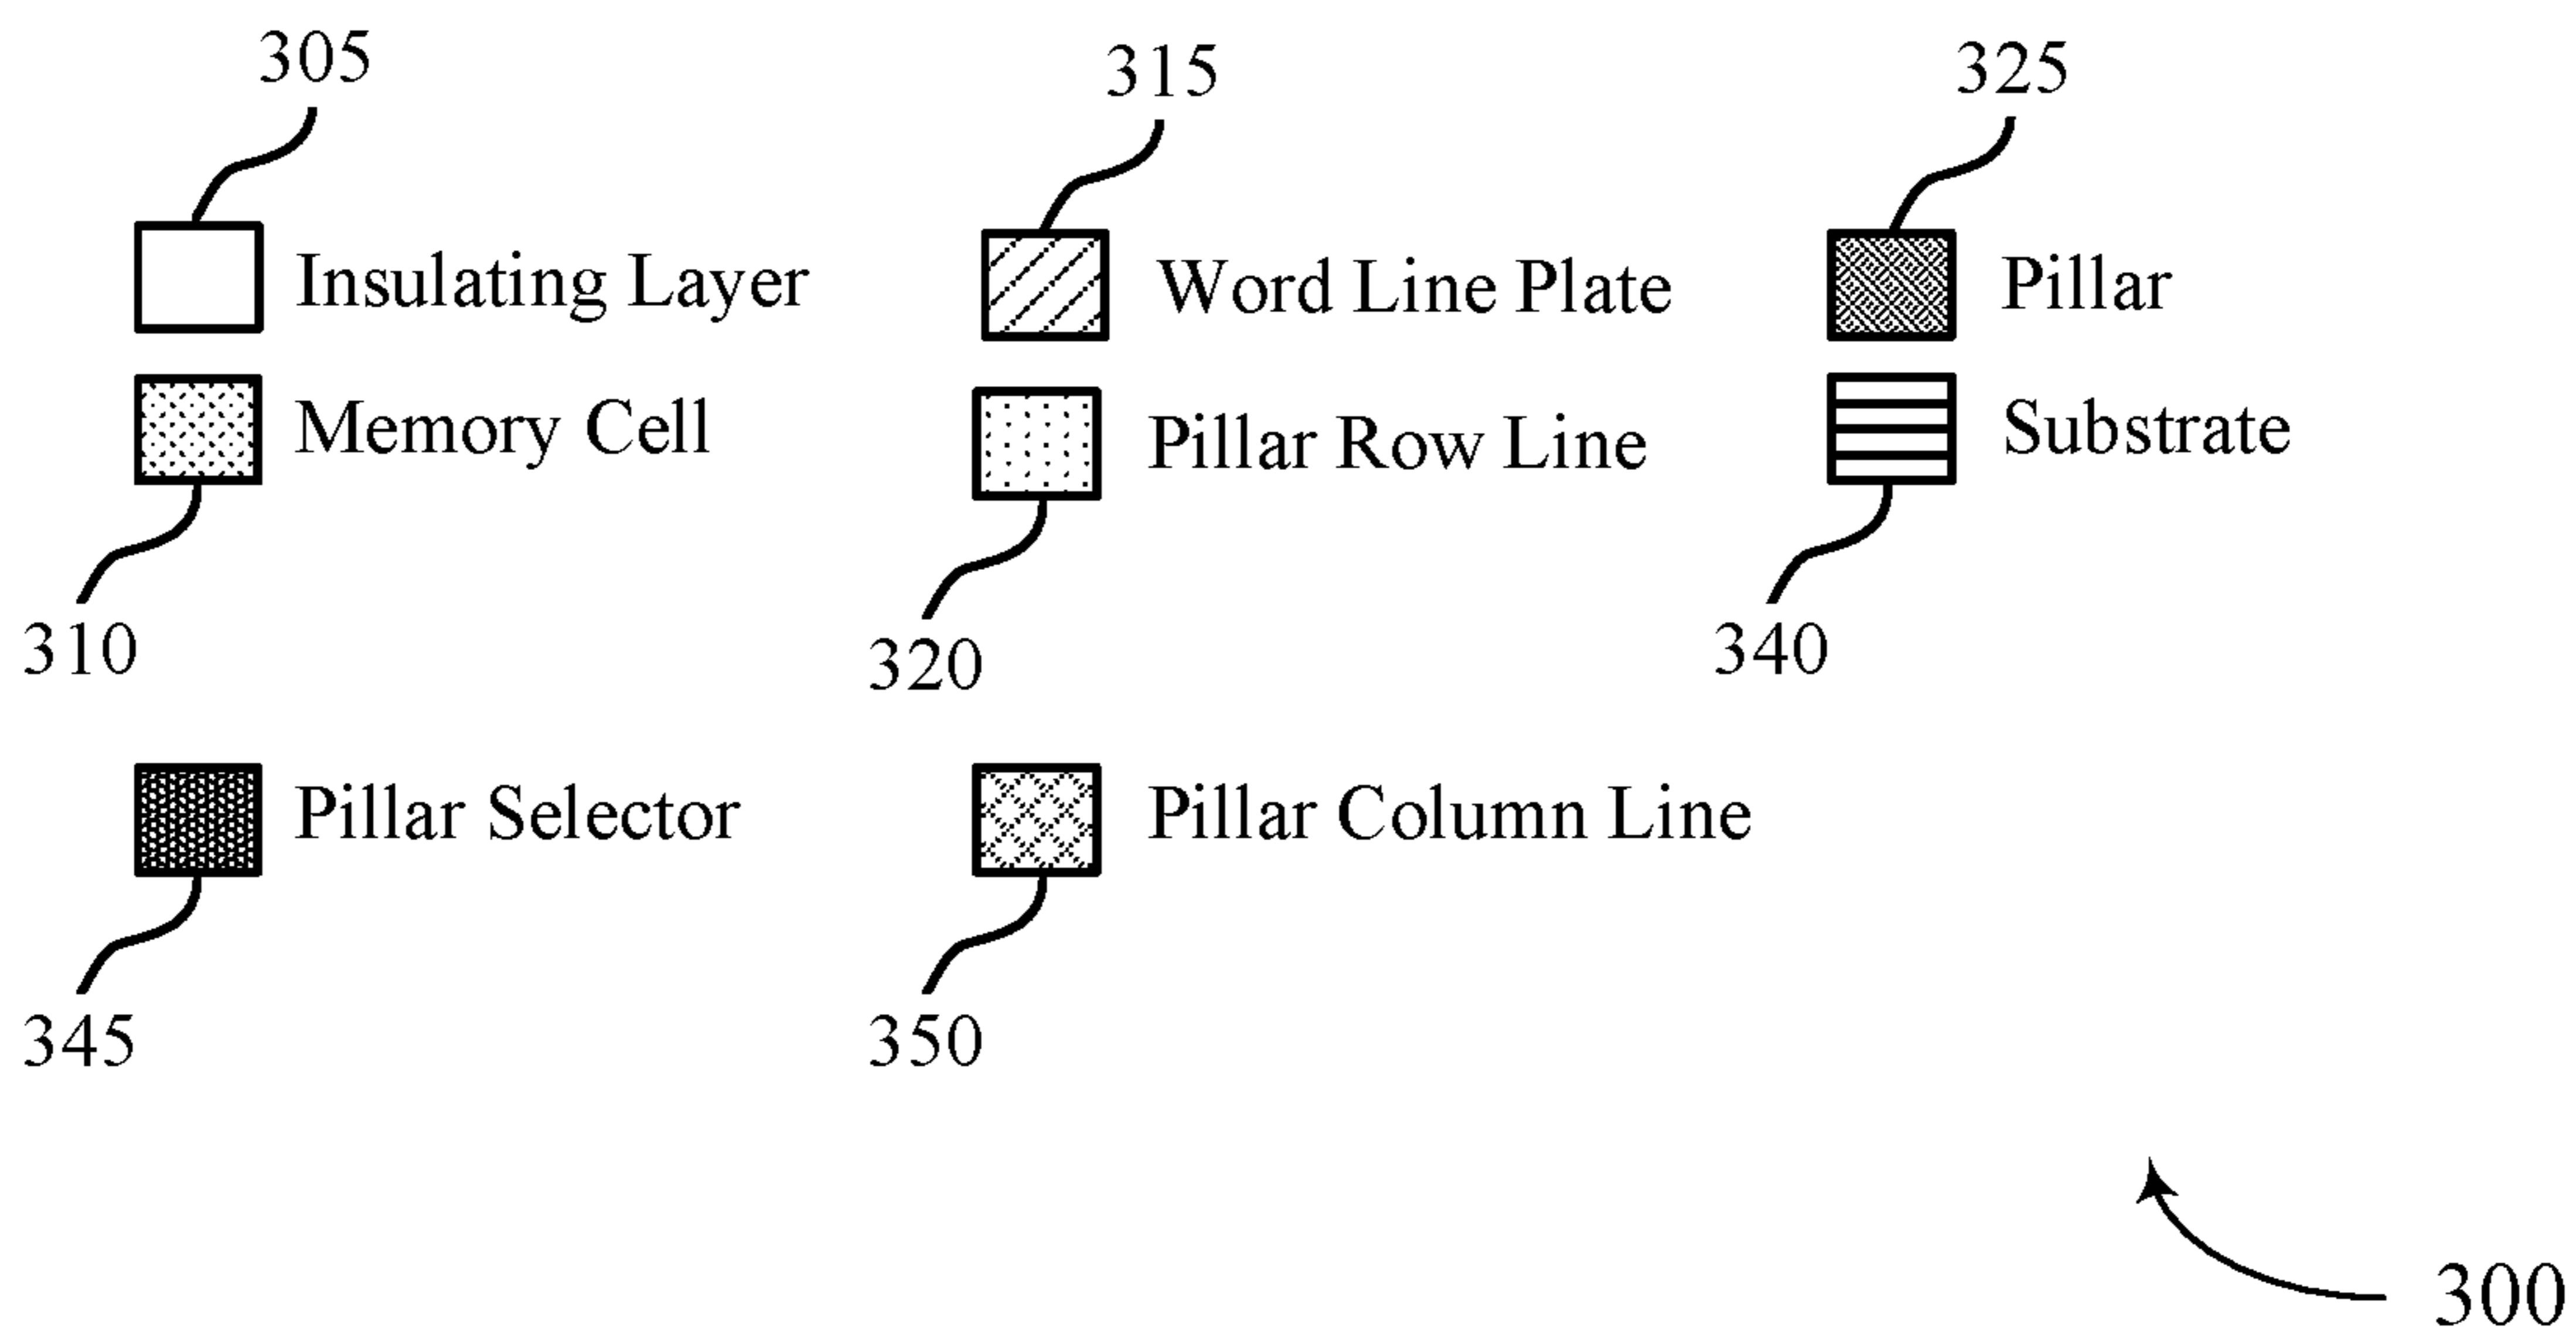 305
315
325
Insulating Layer
Word Line Plate
Pillar
Memory Cell
Pillar Row Line
Substrate
310
320
340
Pillar Selector
Pillar Column Line
345
350
300